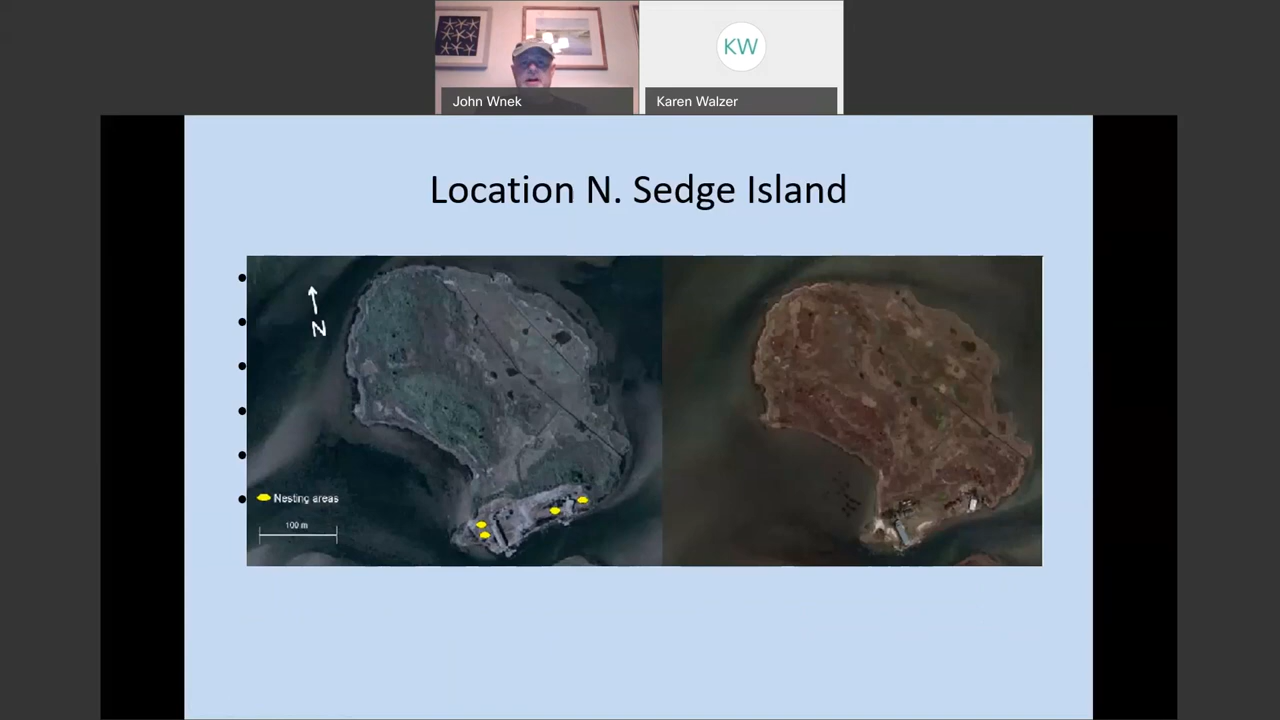 KW
John Wnek
Karen Walzer
Location N. Sedge Island
N
Nesting areas
100 m